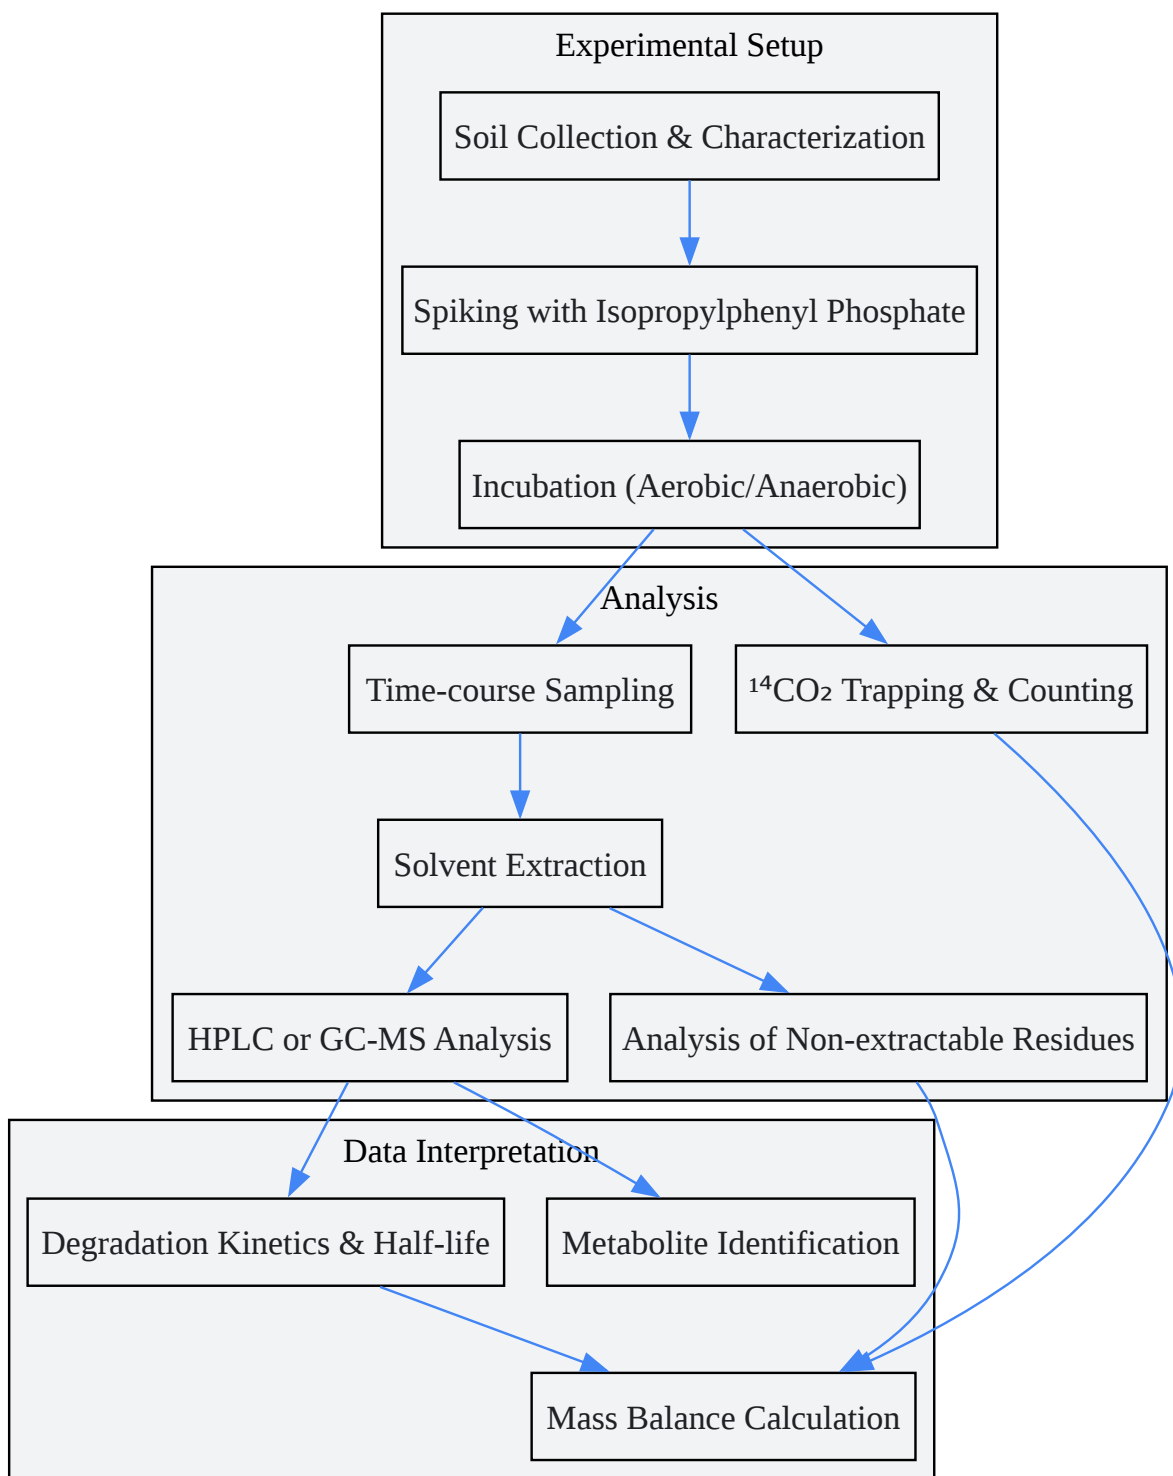 Experimental Setup
Soil Collection & Characterization
Spiking with Isopropylphenyl Phosphate
Incubation (Aerobic/Anaerobic)
Analysis
Time-course Sampling
¹⁴CO₂ Trapping & Counting
Solvent Extraction
HPLC or GC-MS Analysis
Analysis of Non-extractable Residues
Data Interpretation
Degradation Kinetics & Half-life
Metabolite Identification
Mass Balance Calculation